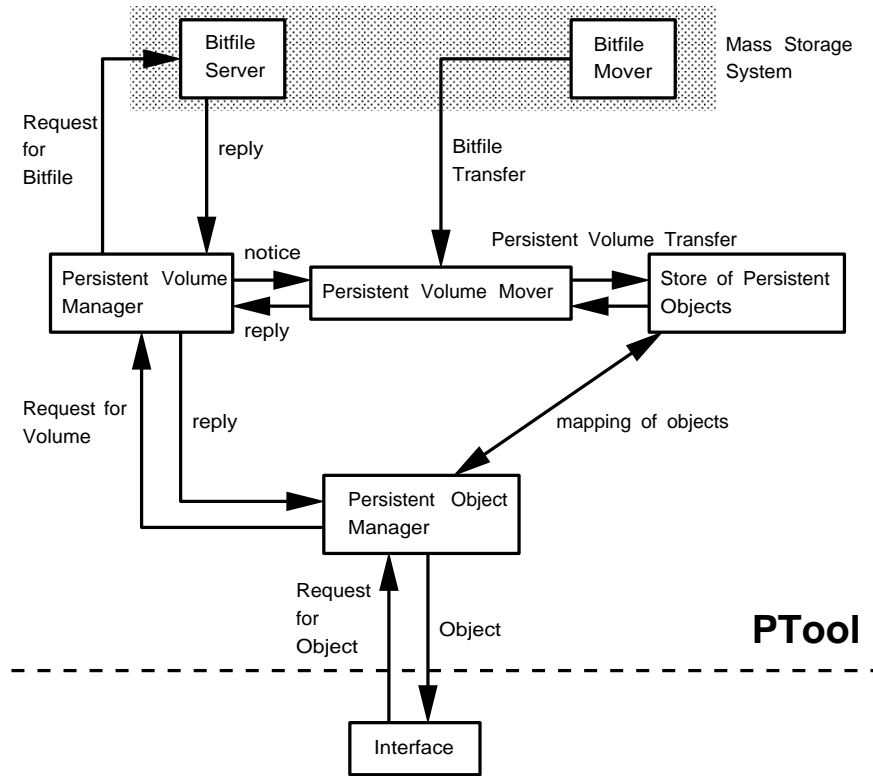 Bitfile
Server
Bitfile
Mover
Mass Storage
System
Request
for
Bitfile
reply
Bitfile
Transfer
notice
Persistent Volume Transfer
Persistent Volume
Manager
Persistent Volume Mover
Store of Persistent
Objects
reply
Request for
Volume
reply
mapping of objects
Persistent Object
Manager
Request
for
Object
Object
PTool
Interface